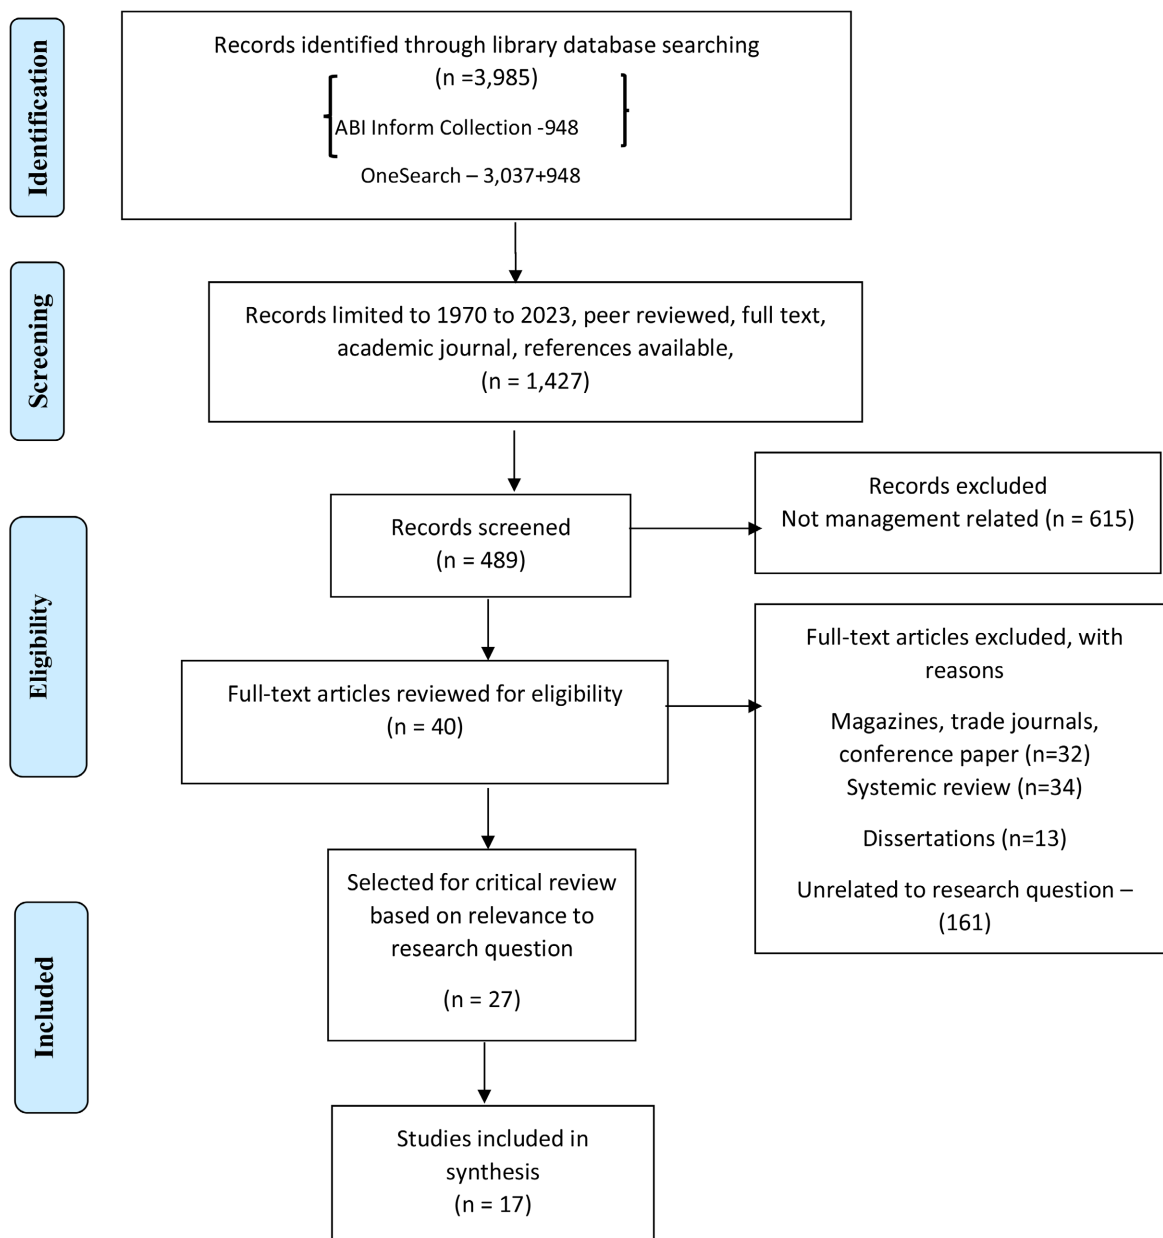 Identification
Records identified through library database searching
(n =3,985)
ABI Inform Collection -948
OneSearch – 3,037+948
Screening
Records limited to 1970 to 2023, peer reviewed, full text,
academic journal, references available,
(n = 1,427)
Eligibility
Records screened
(n = 489)
Records excluded
Not management related (n = 615)
Full-text articles reviewed for eligibility
(n = 40)
Full-text articles excluded, with
reasons
Magazines, trade journals,
conference paper (n=32)
Systemic review (n=34)
Dissertations (n=13)
Unrelated to research question –
(161)
Included
Selected for critical review
based on relevance to
research question
(n = 27)
Studies included in
synthesis
(n = 17)